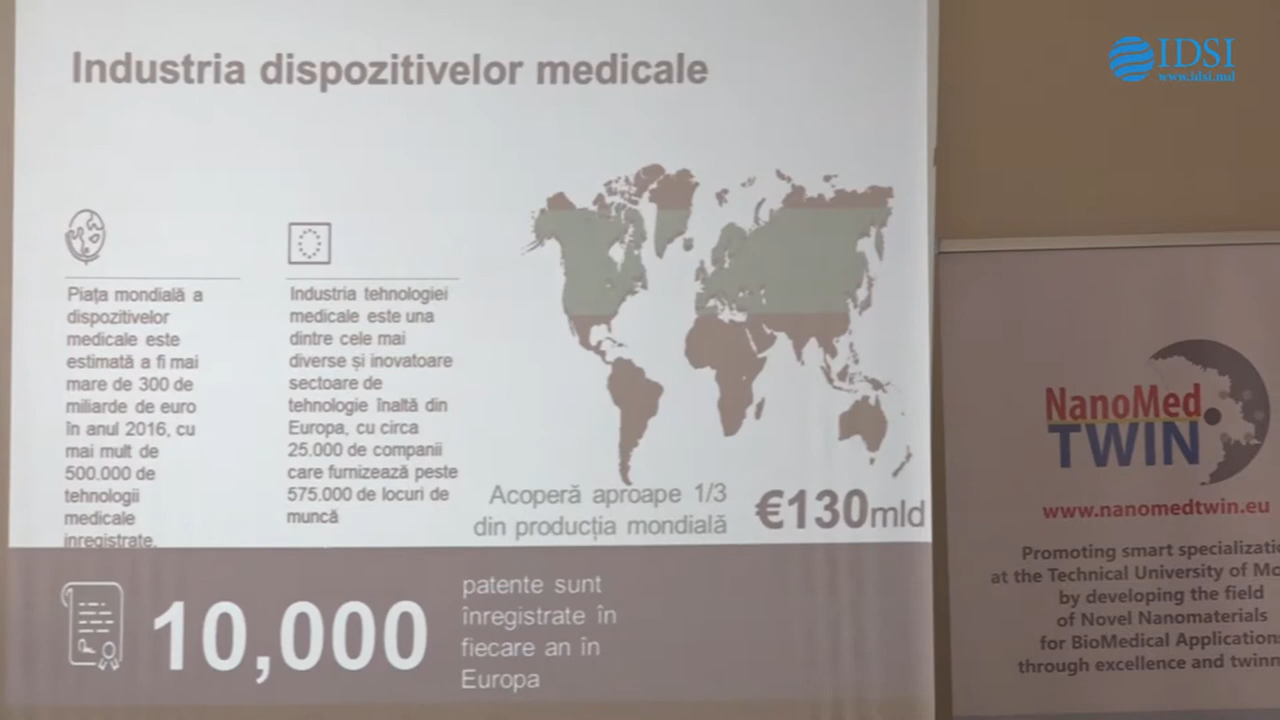 Industria dispozitivelor medicale
IDSI
www.idsi.md
Piața mondială a
dispozitivelor
medicale este
estimată a fi mai
mare de 300 de
miliarde de euro
în anul 2016, cu
mai mult de
500.000 de
tehnologii
medicale
inregistrate.
Industria tehnologiei
medicale este una
dintre cele mai
diverse și inovatoare
sectoare de
tehnologie înaltă din
Europa, cu circa
25.000 de companii
care furnizează peste
575.000 de locuri de
muncă
Acoperă aproape 1/3
din producția mondială
€130mld
10,000
patente sunt
înregistrate în
fiecare an în
Europa
NanoMed
TWIN
www.nanomedtwin.eu
Promoting smart
at the Technical University of
by developing the field
of Novel Nanomaterials
for BioMedical
through excellence and